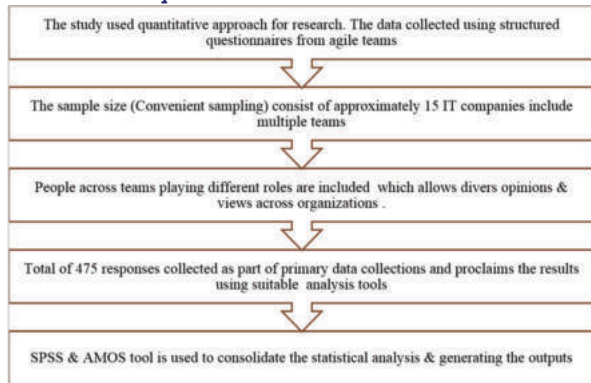 The study used quantitative approach for research. The data collected using structured
questionnaires from agile teams
The sample size (Convenient sampling) consist of approximately 15 IT companies include
multiple teams
People across teams playing different roles are included which allows divers opinions &
views across organizations .
Total of 475 responses collected as part of primary data collections and proclaims the results
using suitable analysis tools
SPSS & AMOS tool is used to consolidate the statistical analysis & generating the outputs